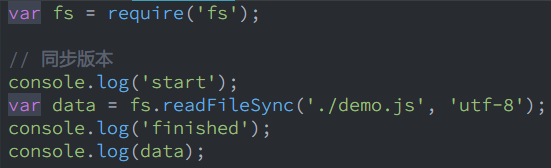 var fs = require('fs');
// 同步版本
console.log('start');
var data = fs.readFileSync('./demo.js', 'utf-8');
console.log('finished');
console.log(data);